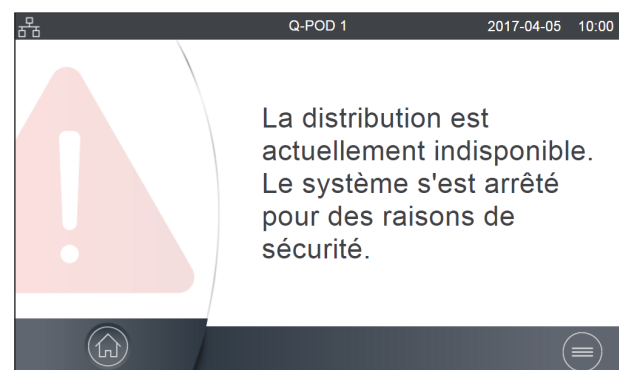 Q-POD 1 2017-04-05 10:00
La distribution est
actuellement indisponible.
Le système s'est arrêté
pour des raisons de
sécurité.